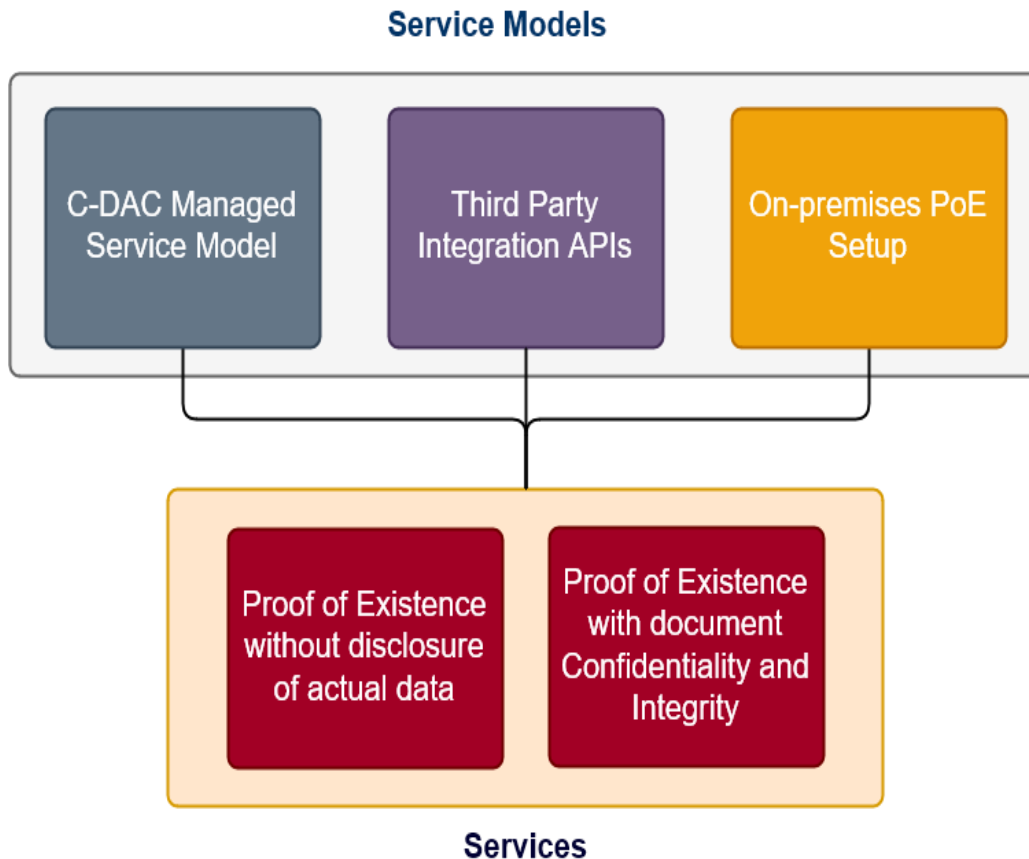 Service Models
C-DAC Managed
Service Model
Third Party
Integration APIs
On-premises PoE
Setup
Proof of Existence
without disclosure
of actual data
Proof of Existence
with document
Confidentiality and
Integrity
Services